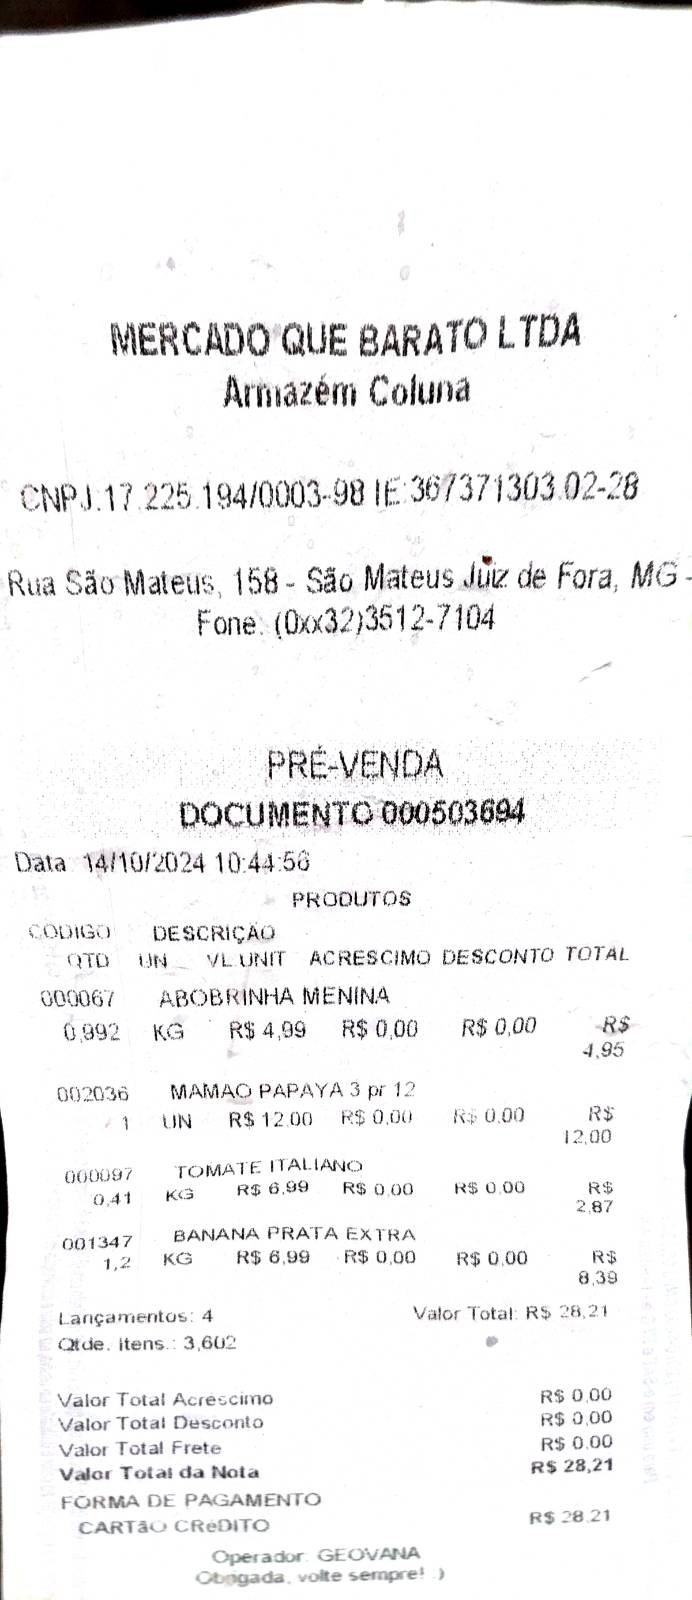 MERCADO QUE BARATO LTDA
Armazém Coluna
CNPJ:17.225.194/0003-98 IE:367371303.02-28
Rua São Mateus, 158 - São Mateus Juiz de Fora, MG -
Fone: (0xx32)3512-7104
PRÉ-VENDA
DOCUMENTO 000503694
Data: 14/10/2024 10:44:56
PRODUTOS
CODIGO DESCRIÇÃO
QTD UN VL.UNIT ACRESCIMO DESCONTO TOTAL
000067 ABOBRINHA MENINA
0,992 KG R$ 4,99 R$ 0,00 R$ 0,00 R$
4,95
002036 MAMAO PAPAYA 3 pr 12
1 UN R$ 12,00 R$ 0,00 R$ 0,00 R$
12,00
000097 TOMATE ITALIANO
0,41 KG R$ 6,99 R$ 0,00 R$ 0,00 R$
2,87
001347 BANANA PRATA EXTRA
1,2 KG R$ 6,99 R$ 0,00 R$ 0,00 R$
8,39
Lançamentos: 4 Valor Total: R$ 28,21
Qtde. itens.: 3,602
Valor Total Acréscimo R$ 0,00
Valor Total Desconto R$ 0,00
Valor Total Frete R$ 0,00
Valor Total da Nota R$ 28,21
FORMA DE PAGAMENTO
CARTãO CRéDITO R$ 28,21
Operador: GEOVANA
Obrigada, volte sempre! :)